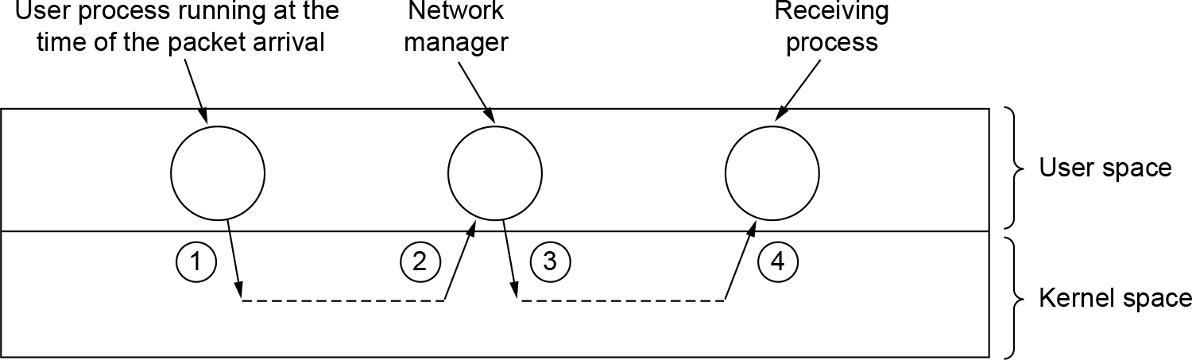 User process running at the
time of the packet arrival
Network
manager
Receiving
process
User space
1
2
3
4
Kernel space